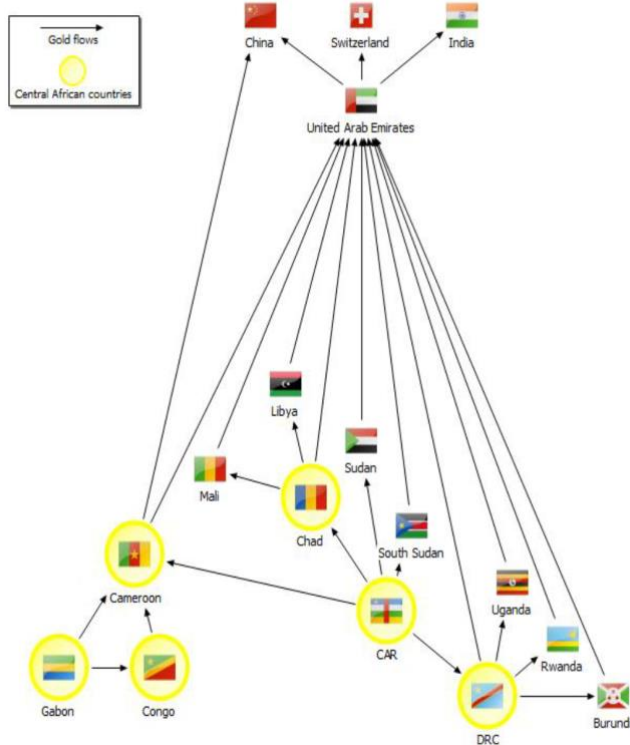 Gold flows
Central African countries
China
Switzerland
India
United Arab Emirates
Libya
Mali
Sudan
Chad
South Sudan
Cameroon
Uganda
CAR
Rwanda
Gabon
Congo
DRC
Burund